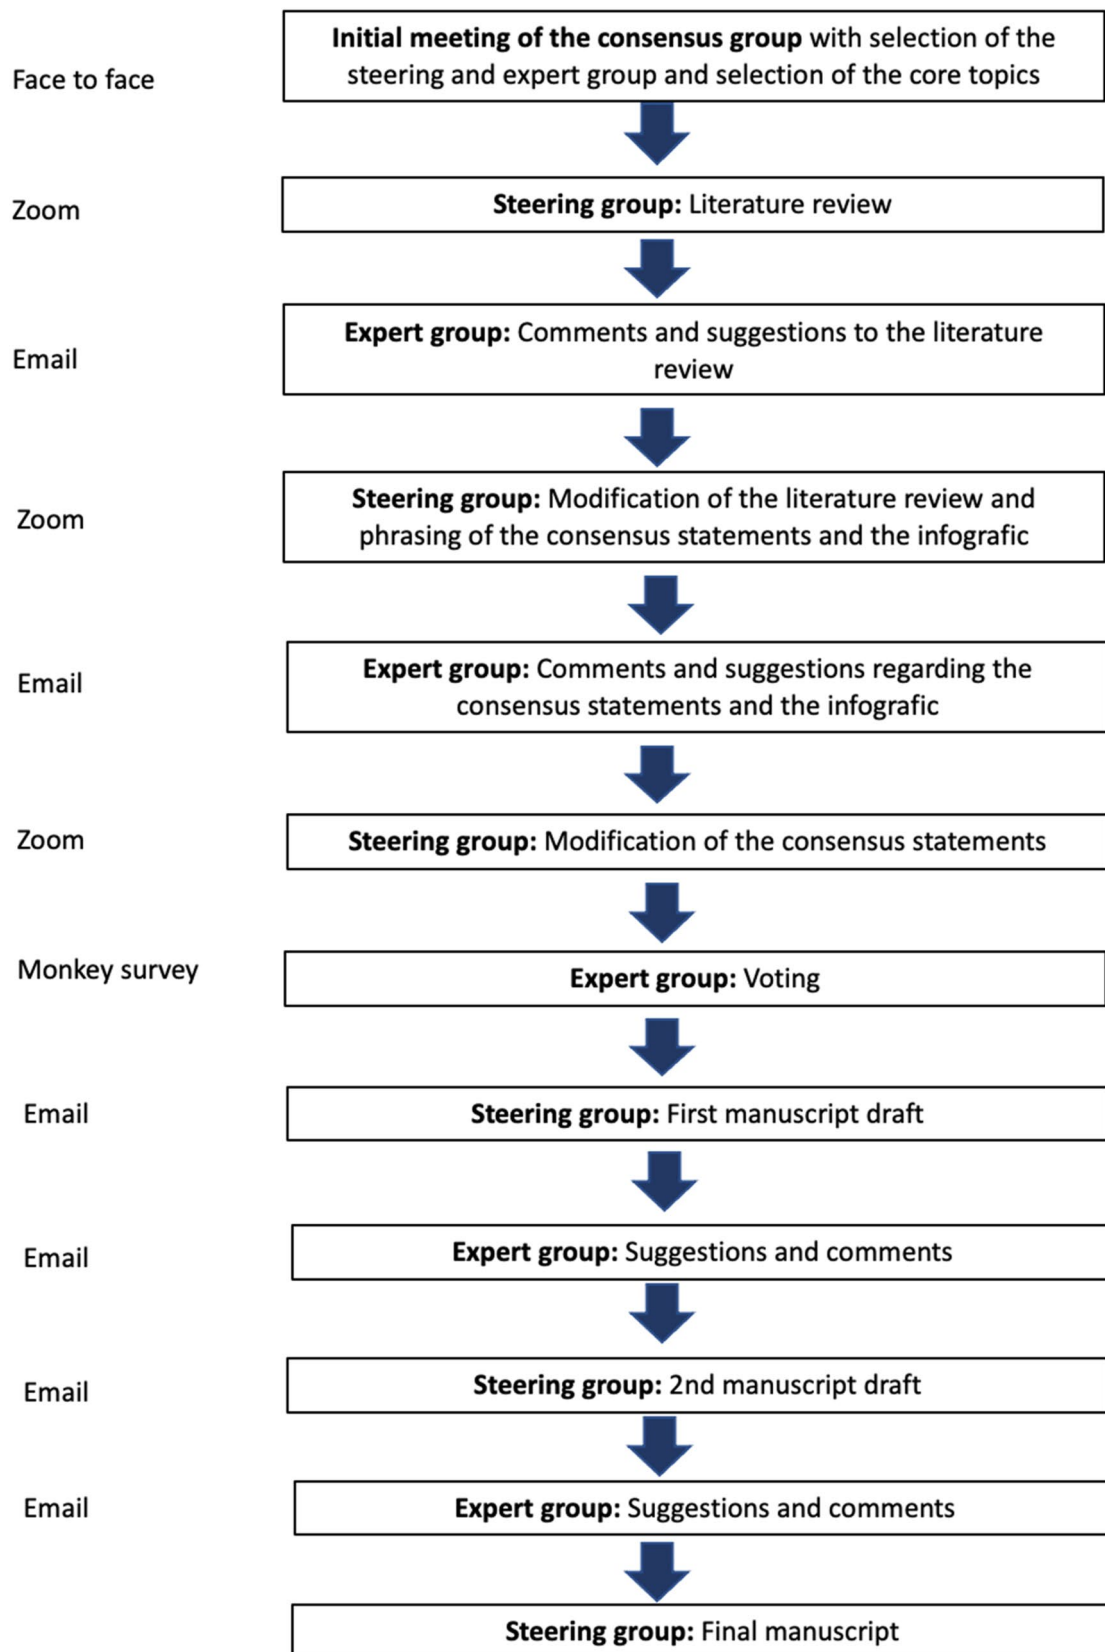 Initial meeting of the consensus group with selection of the
steering and expert group and selection of the core topics
Face to face
Steering group: Literature review
Zoom
Expert group: Comments and suggestions to the literature
review
Email
Steering group: Modification of the literature review and
phrasing of the consensus statements and the infografic
Zoom
Expert group: Comments and suggestions regarding the
consensus statements and the infografic
Email
Steering group: Modification of the consensus statements
Zoom
Expert group: Voting
Monkey survey
Steering group: First manuscript draft
Email
Expert group: Suggestions and comments
Email
Steering group: 2nd manuscript draft
Email
Expert group: Suggestions and comments
Email
Steering group: Final manuscript